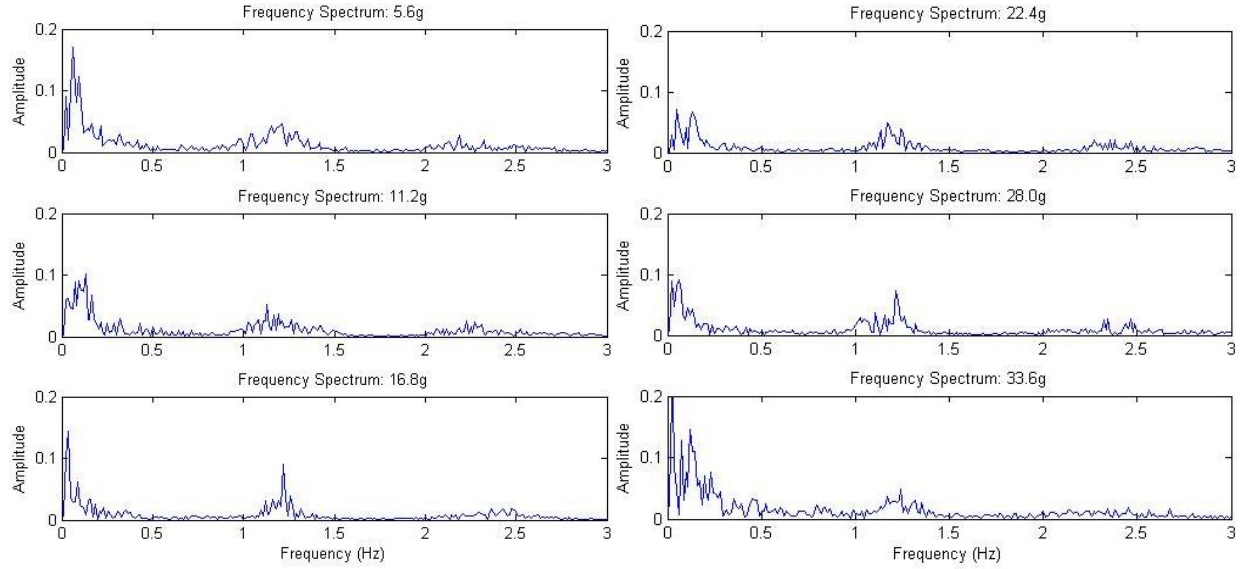 Frequency Spectrum: 5.6g
0.2
0.1
0
Amplitude
0 0.5 1 1.5 2 2.5 3
Frequency Spectrum: 11.2g
0.2
0.1
0
Amplitude
0 0.5 1 1.5 2 2.5 3
Frequency Spectrum: 16.8g
0.2
0.1
0
Amplitude
0 0.5 1 1.5 2 2.5 3
Frequency (Hz)
Frequency Spectrum: 22.4g
0.2
0.1
0
Amplitude
0 0.5 1 1.5 2 2.5 3
Frequency Spectrum: 28.0g
0.2
0.1
0
Amplitude
0 0.5 1 1.5 2 2.5 3
Frequency Spectrum: 33.6g
0.2
0.1
0
Amplitude
0 0.5 1 1.5 2 2.5 3
Frequency (Hz)